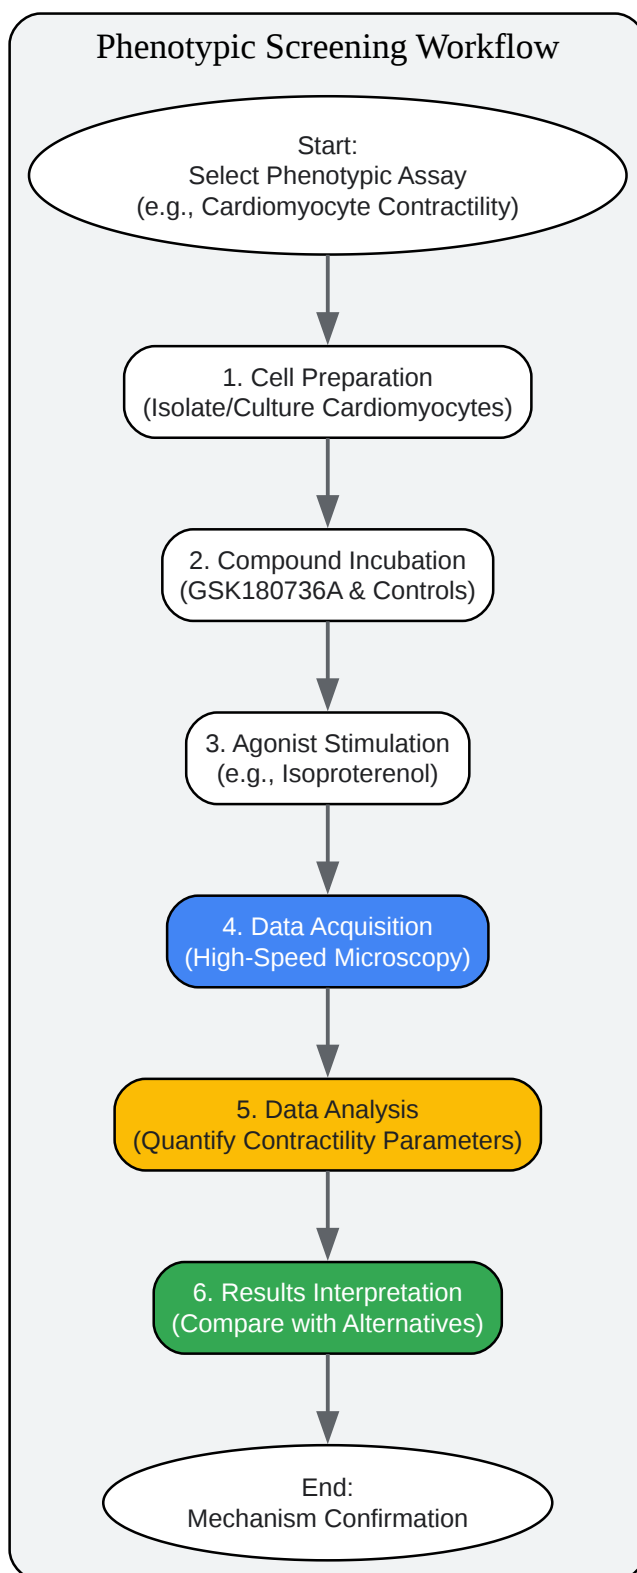 Phenotypic Screening Workflow
Start:
Select Phenotypic Assay
(e.g., Cardiomyocyte Contractility)
1. Cell Preparation
(Isolate/Culture Cardiomyocytes)
2. Compound Incubation
(GSK180736A & Controls)
3. Agonist Stimulation
(e.g., Isoproterenol)
4. Data Acquisition
(High-Speed Microscopy)
5. Data Analysis
(Quantify Contractility Parameters)
6. Results Interpretation
(Compare with Alternatives)
End:
Mechanism Confirmation